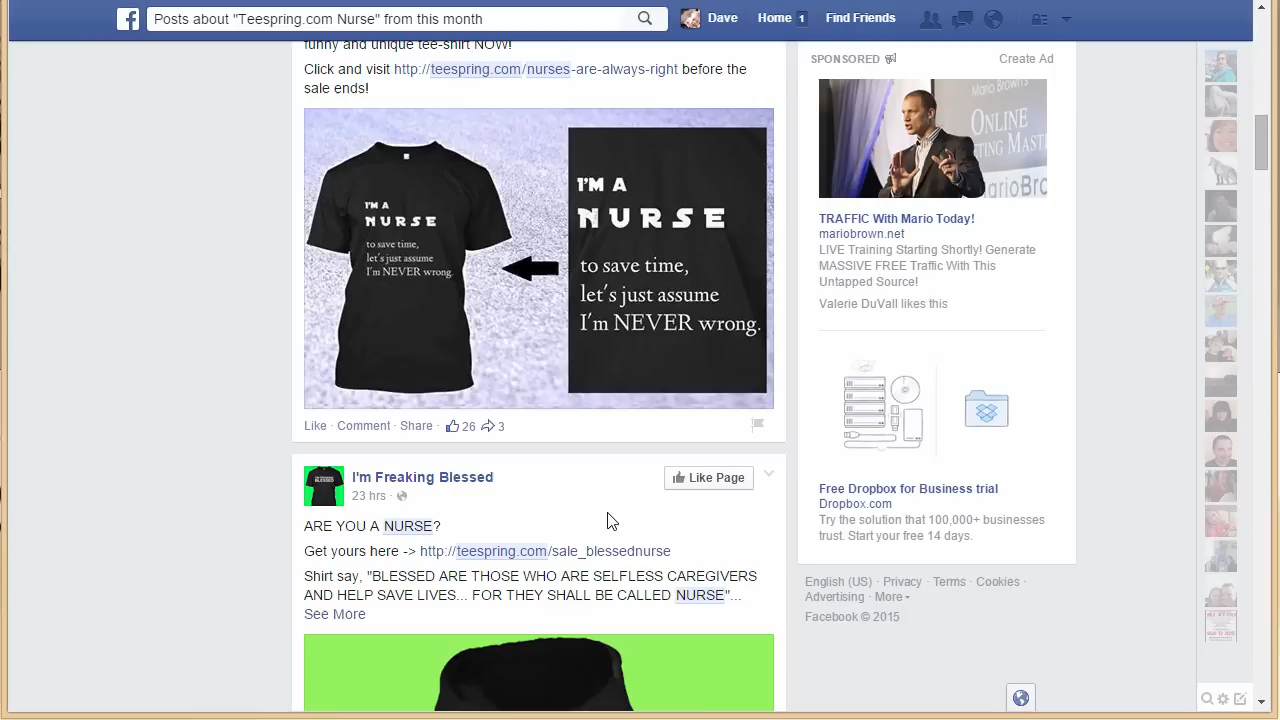 Posts about "Teespring.com Nurse" from this month
Dave
Home 1
Find Friends
funny and unique tee-shirt NOW!
Click and visit http://teespring.com/nurses-are-always-right before the
sale ends!
I'M A
NURSE
to save time,
let's just assume
I'm NEVER wrong.
I'M A
NURSE
to save time,
let's just assume
I'm NEVER wrong.
Like · Comment · Share · 26 3
I'm Freaking Blessed
23 hrs ·
Like Page
ARE YOU A NURSE?
Get yours here -> http://teespring.com/sale_blessednurse
Shirt say, "BLESSED ARE THOSE WHO ARE SELFLESS CAREGIVERS
AND HELP SAVE LIVES... FOR THEY SHALL BE CALLED NURSE"...
See More
SPONSORED
Create Ad
ONLINE
TRAFFIC With Mario Today!
mariobrown.net
LIVE Training Starting Shortly! Generate
MASSIVE FREE Traffic With This
Untapped Source!
Valerie DuVall likes this
Free Dropbox for Business trial
Dropbox.com
Try the solution that 100,000+ businesses
trust. Start your free 14 days.
English (US) · Privacy · Terms · Cookies ·
Advertising · More
Facebook © 2015